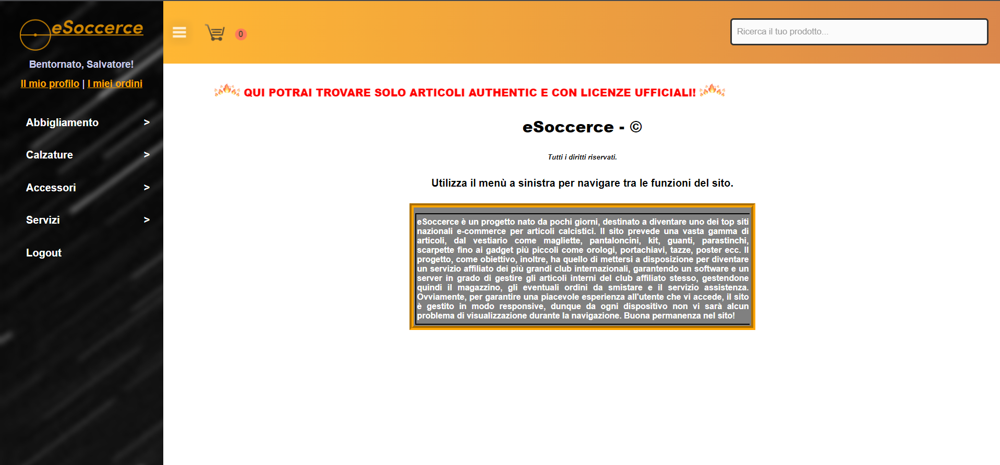 eSoccerce
Bentornato, Salvatore!
Il mio profilo | I miei ordini
Abbigliamento >
Calzature >
Accessori >
Servizi >
Logout
0
Ricerca il tuo prodotto...
QUI POTRAI TROVARE SOLO ARTICOLI AUTHENTIC E CON LICENZE UFFICIALI!
eSoccerce - ©
Tutti i diritti riservati.
Utilizza il menù a sinistra per navigare tra le funzioni del sito.
eSoccerce è un progetto nato da pochi giorni, destinato a diventare uno dei top siti
nazionali e-commerce per articoli calcistici. Il sito prevede una vasta gamma di
articoli, dal vestiario come magliette, pantaloncini, kit, guanti, parastinchi,
scarpette fino ai gadget più piccoli come orologi, portachiavi, tazze, poster ecc. Il
progetto, come obiettivo, inoltre, ha quello di mettersi a disposizione per diventare
un servizio affiliato dei più grandi club internazionali, garantendo un software e un
server in grado di gestire gli articoli interni del club affiliato stesso, gestendone
quindi il magazzino, gli eventuali ordini da smistare e il servizio assistenza.
Ovviamente, per garantire una piacevole esperienza all'utente che vi accede, il sito
è gestito in modo responsive, dunque da ogni dispositivo non vi sarà alcun
problema di visualizzazione durante la navigazione. Buona permanenza nel sito!